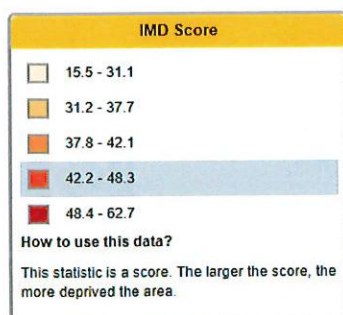 IMD Score
15.5 - 31.1
31.2 - 37.7
37.8 - 42.1
42.2 - 48.3
48.4 - 62.7
How to use this data?
This statistic is a score. The larger the score, the
more deprived the area.